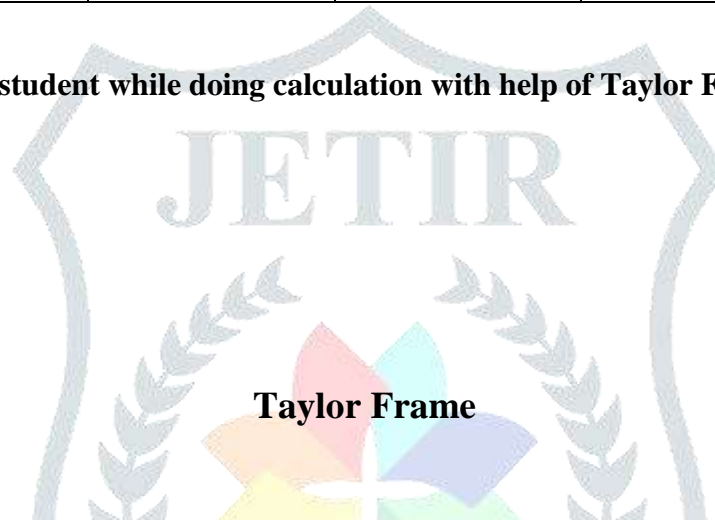 student while doing calculation with help of Taylor
JETIR
Taylor Frame